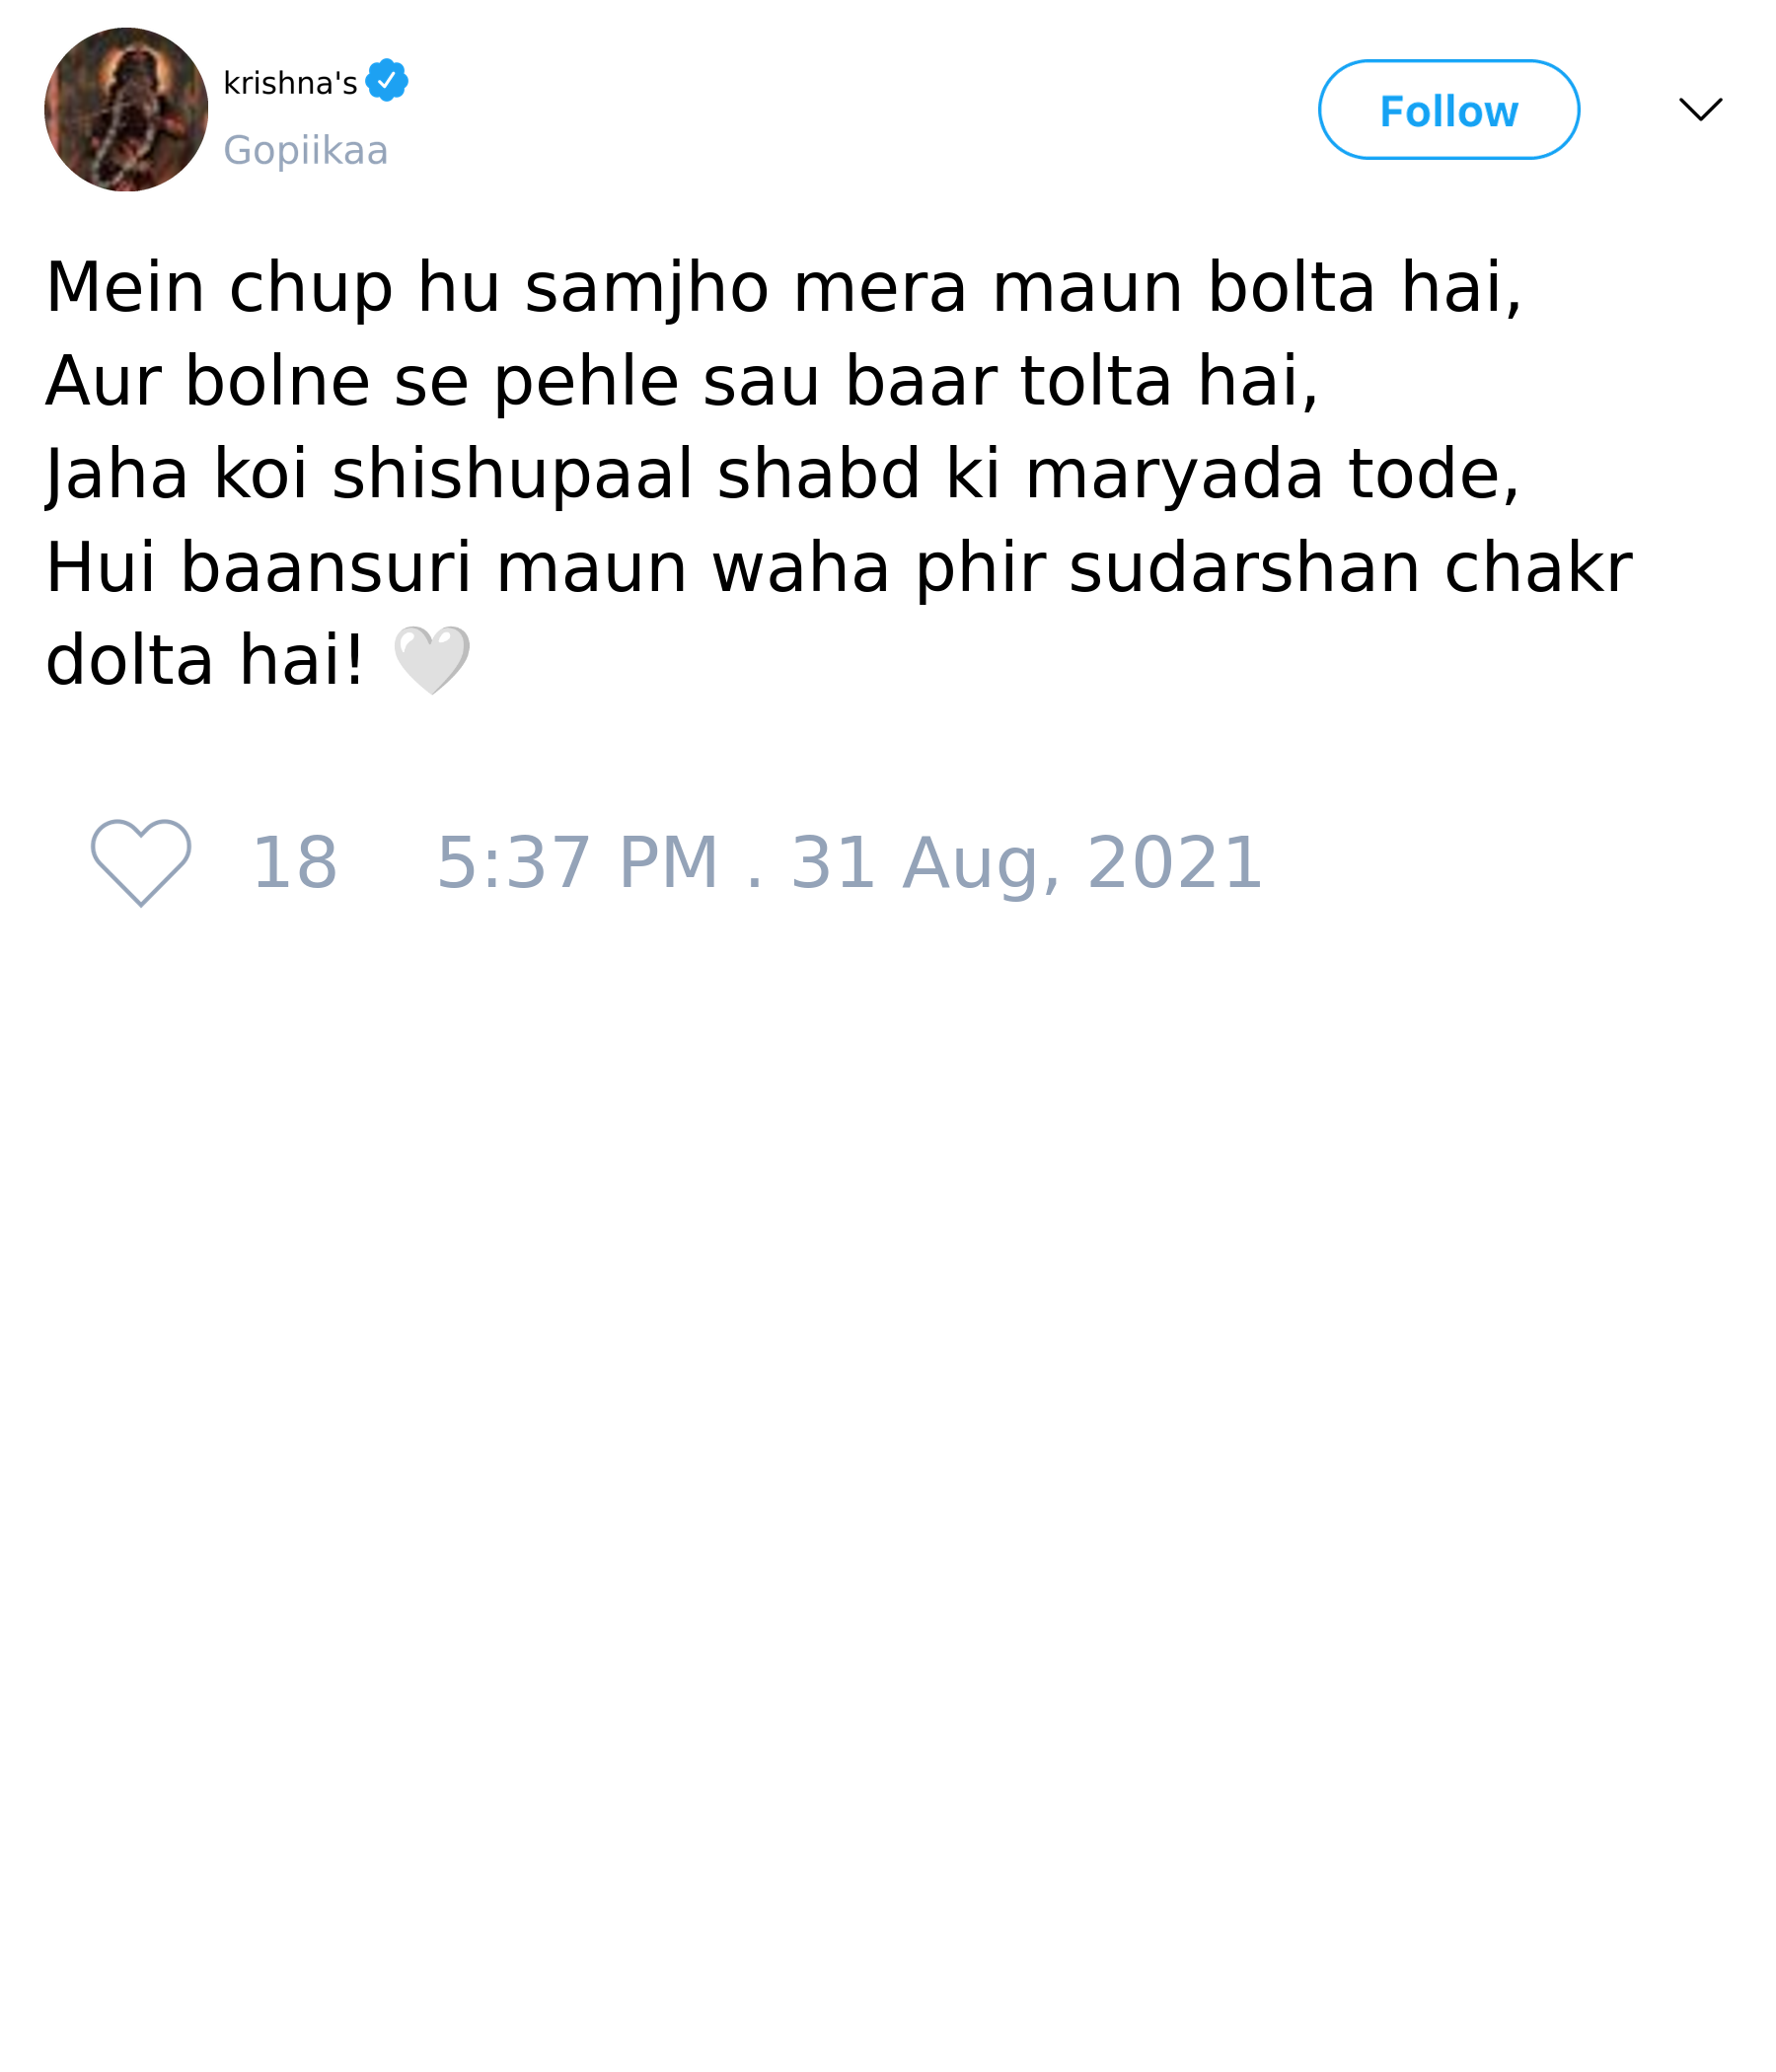 krishna's
Gopiikaa
Follow
Mein chup hu samjho mera maun bolta hai,
Aur bolne se pehle sau baar tolta hai,
Jaha koi shishupaal shabd ki maryada tode,
Hui baansuri maun waha phir sudarshan chakr
dolta hai! 🤍
18 5:37 PM . 31 Aug, 2021